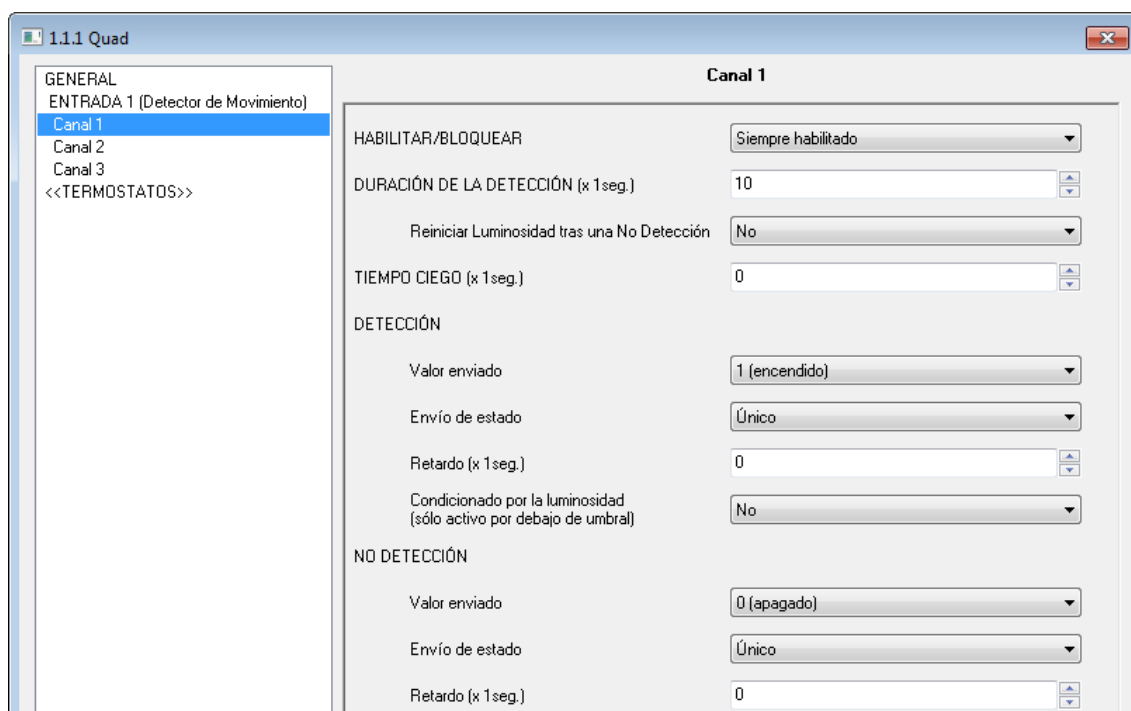 1.1.1 Quad
GENERAL
ENTRADA 1 (Detector de Movimiento)
Canal 1
Canal 2
Canal 3
<<TERMOSTATOS>>
Canal 1
HABILITAR/BLOQUEAR Siempre habilitado
DURACIÓN DE LA DETECCIÓN (x 1seg.) 10
Reiniciar Luminosidad tras una No Detección No
TIEMPO CIEGO (x 1seg.) 0
DETECCIÓN
Valor enviado 1 (encendido)
Envío de estado Único
Retardo (x 1seg.) 0
Condicionado por la luminosidad
(sólo activo por debajo de umbral) No
NO DETECCIÓN
Valor enviado 0 (apagado)
Envío de estado Único
Retardo (x 1seg.) 0